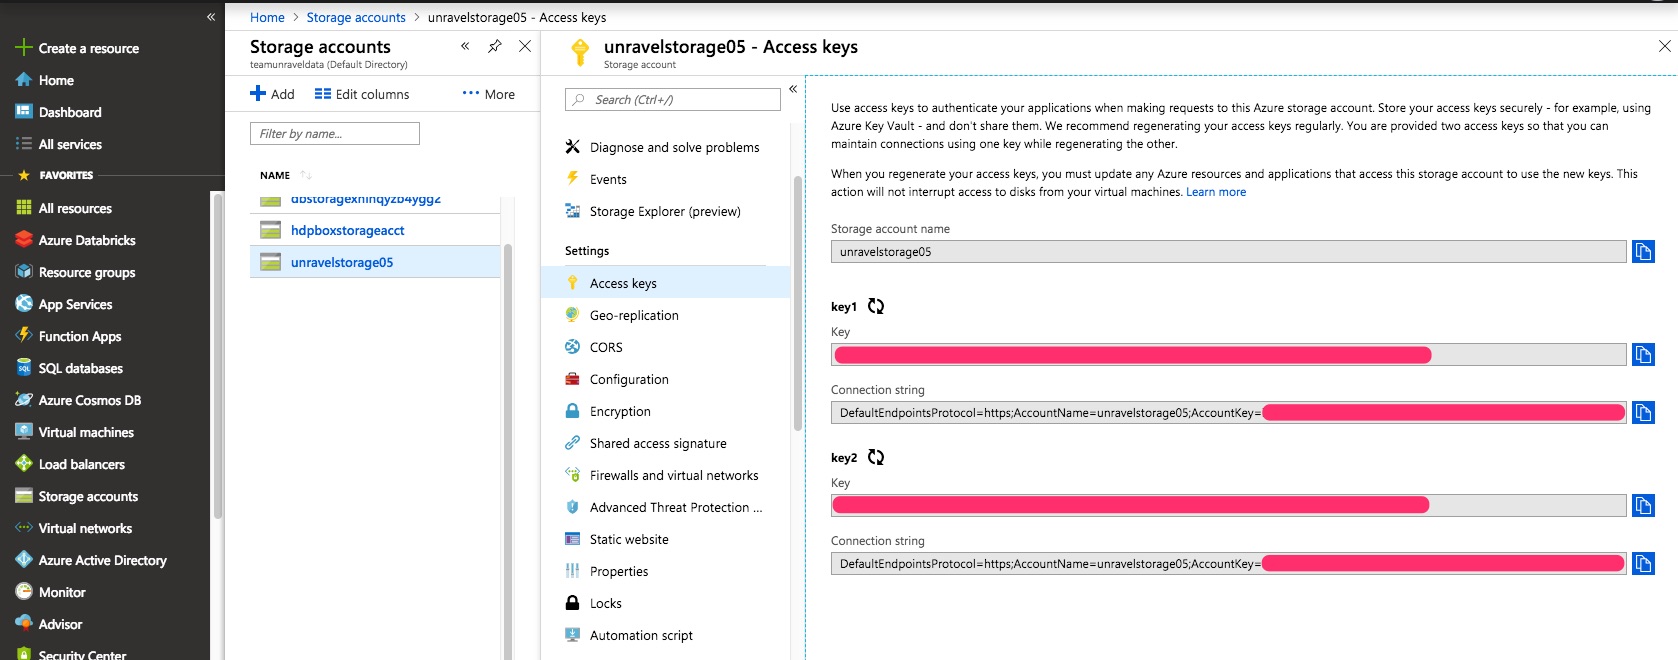 «
Create a resource
Home
Dashboard
All services
FAVORITES
All resources
Azure Databricks
Resource groups
App Services
Function Apps
SQL databases
Azure Cosmos DB
Virtual machines
Load balancers
Storage accounts
Virtual networks
Azure Active Directory
Monitor
Advisor
Security Center
Home > Storage accounts > unravelstorage05 - Access keys
Storage accounts
teamunraveldata (Default Directory)
Add
Edit columns
More
Filter by name...
NAME
dbstoragexhinqyzb4ygg2
hdpboxstorageacct
unravelstorage05
unravelstorage05 - Access keys
Storage account
Search (Ctrl+/)
Diagnose and solve problems
Events
Storage Explorer (preview)
Settings
Access keys
Geo-replication
CORS
Configuration
Encryption
Shared access signature
Firewalls and virtual networks
Advanced Threat Protection ...
Static website
Properties
Locks
Automation script
Use access keys to authenticate your applications when making requests to this Azure storage account. Store your access keys securely - for example, using
Azure Key Vault - and don't share them. We recommend regenerating your access keys regularly. You are provided two access keys so that you can
maintain connections using one key while regenerating the other.
When you regenerate your access keys, you must update any Azure resources and applications that access this storage account to use the new keys. This
action will not interrupt access to disks from your virtual machines. Learn more
Storage account name
unravelstorage05
key1
Key
Connection string
DefaultEndpointsProtocol=https;AccountName=unravelstorage05;AccountKey=
key2
Key
Connection string
DefaultEndpointsProtocol=https;AccountName=unravelstorage05;AccountKey=